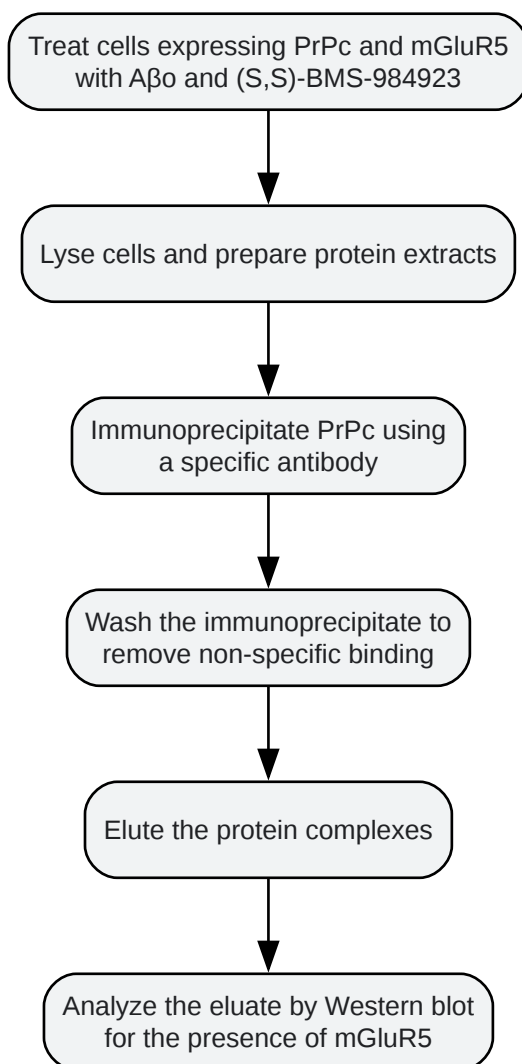 Treat cells expressing PrPc and mGluR5
with Aβo and (S,S)-BMS-984923
Lyse cells and prepare protein extracts
Immunoprecipitate PrPc using
a specific antibody
Wash the immunoprecipitate to
remove non-specific binding
Elute the protein complexes
Analyze the eluate by Western blot
for the presence of mGluR5